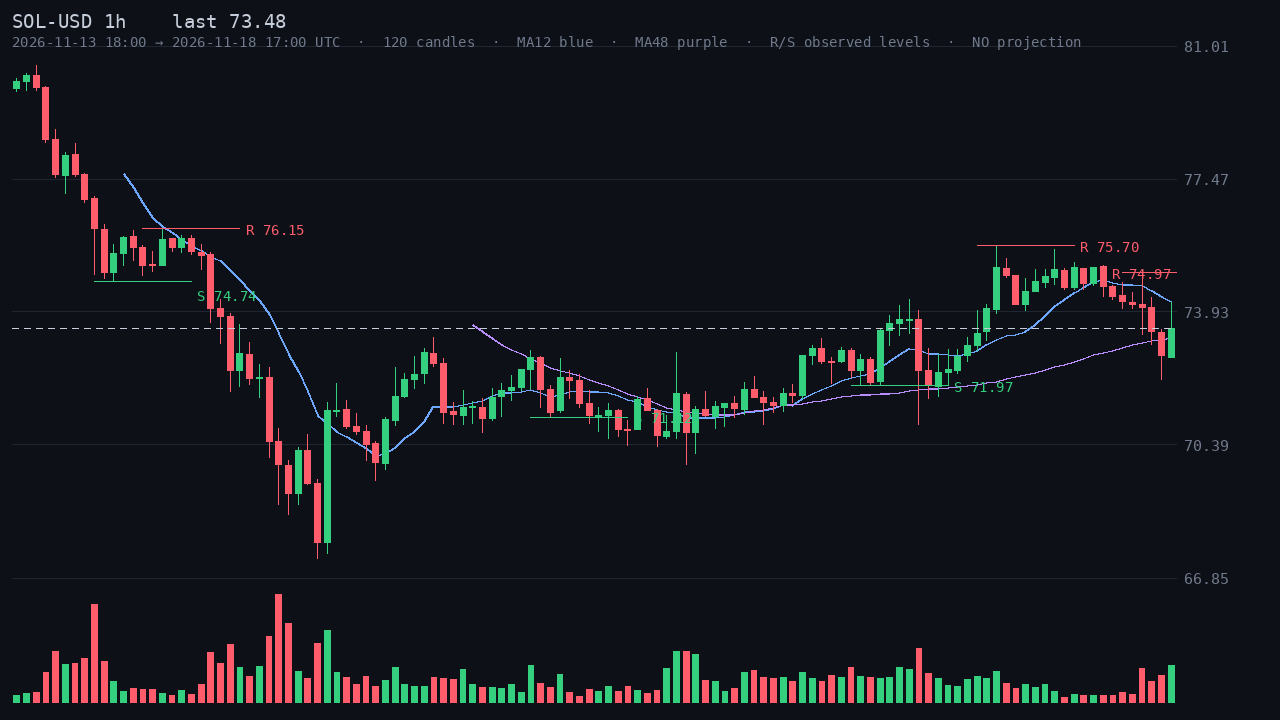 SOL-USD 1h    last 73.48
2026-11-13 18:00 → 2026-11-18 17:00 UTC  ·  120 candles  ·  MA12 blue  ·  MA48 purple  ·  R/S observed levels  ·  NO projection
81.01
77.47
R 76.15
R 75.70
R 74.97
S 74.74
73.93
S 71.97
70.39
66.85